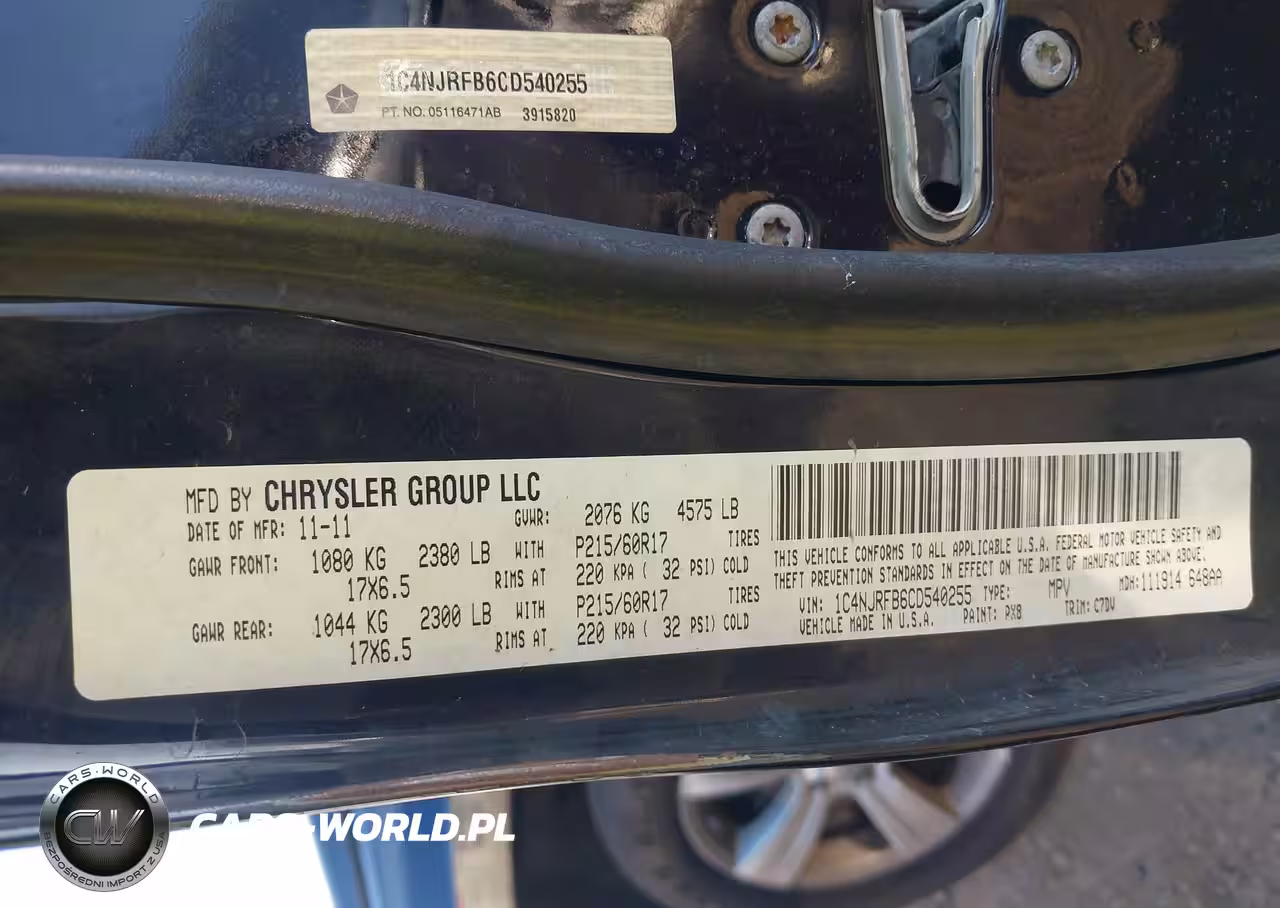 1C4NJRFB6CD540255
PT. NO. 05116471AB 3915820
MFD BY CHRYSLER GROUP LLC
DATE OF MFR: 11-11 GVWR: 2076 KG 4575 LB
GAWR FRONT: 1080 KG 2380 LB WITH P215/60R17 TIRES
17X6.5 RIMS AT 220 KPA ( 32 PSI) COLD
GAWR REAR: 1044 KG 2300 LB WITH P215/60R17 TIRES
17X6.5 RIMS AT 220 KPA ( 32 PSI) COLD
THIS VEHICLE CONFORMS TO ALL APPLICABLE U.S.A. FEDERAL MOTOR VEHICLE SAFETY AND
THEFT PREVENTION STANDARDS IN EFFECT ON THE DATE OF MANUFACTURE SHOWN ABOVE.
VIN: 1C4NJRFB6CD540255 TYPE: MPV MDH:111914 648AA
VEHICLE MADE IN U.S.A. PAINT: PX8 TRIM: C7DV
CARS-WORLD
CW
BEZPOŚREDNI IMPORT Z USA
CARS-WORLD.PL